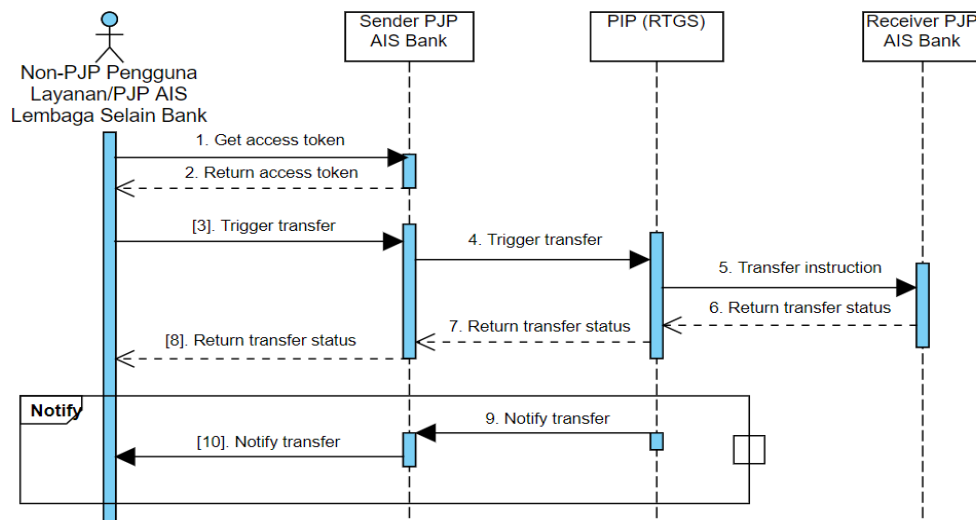 Sender PJP
AIS Bank
PIP (RTGS)
Receiver PJP
AIS Bank
Non-PJP Pengguna
Layanan/PJP AIS
Lembaga Selain Bank
1. Get access token
2. Return access token
[3]. Trigger transfer
4. Trigger transfer
5. Transfer instruction
6. Return transfer status
7. Return transfer status
[8]. Return transfer status
Notify
9. Notify transfer
[10]. Notify transfer